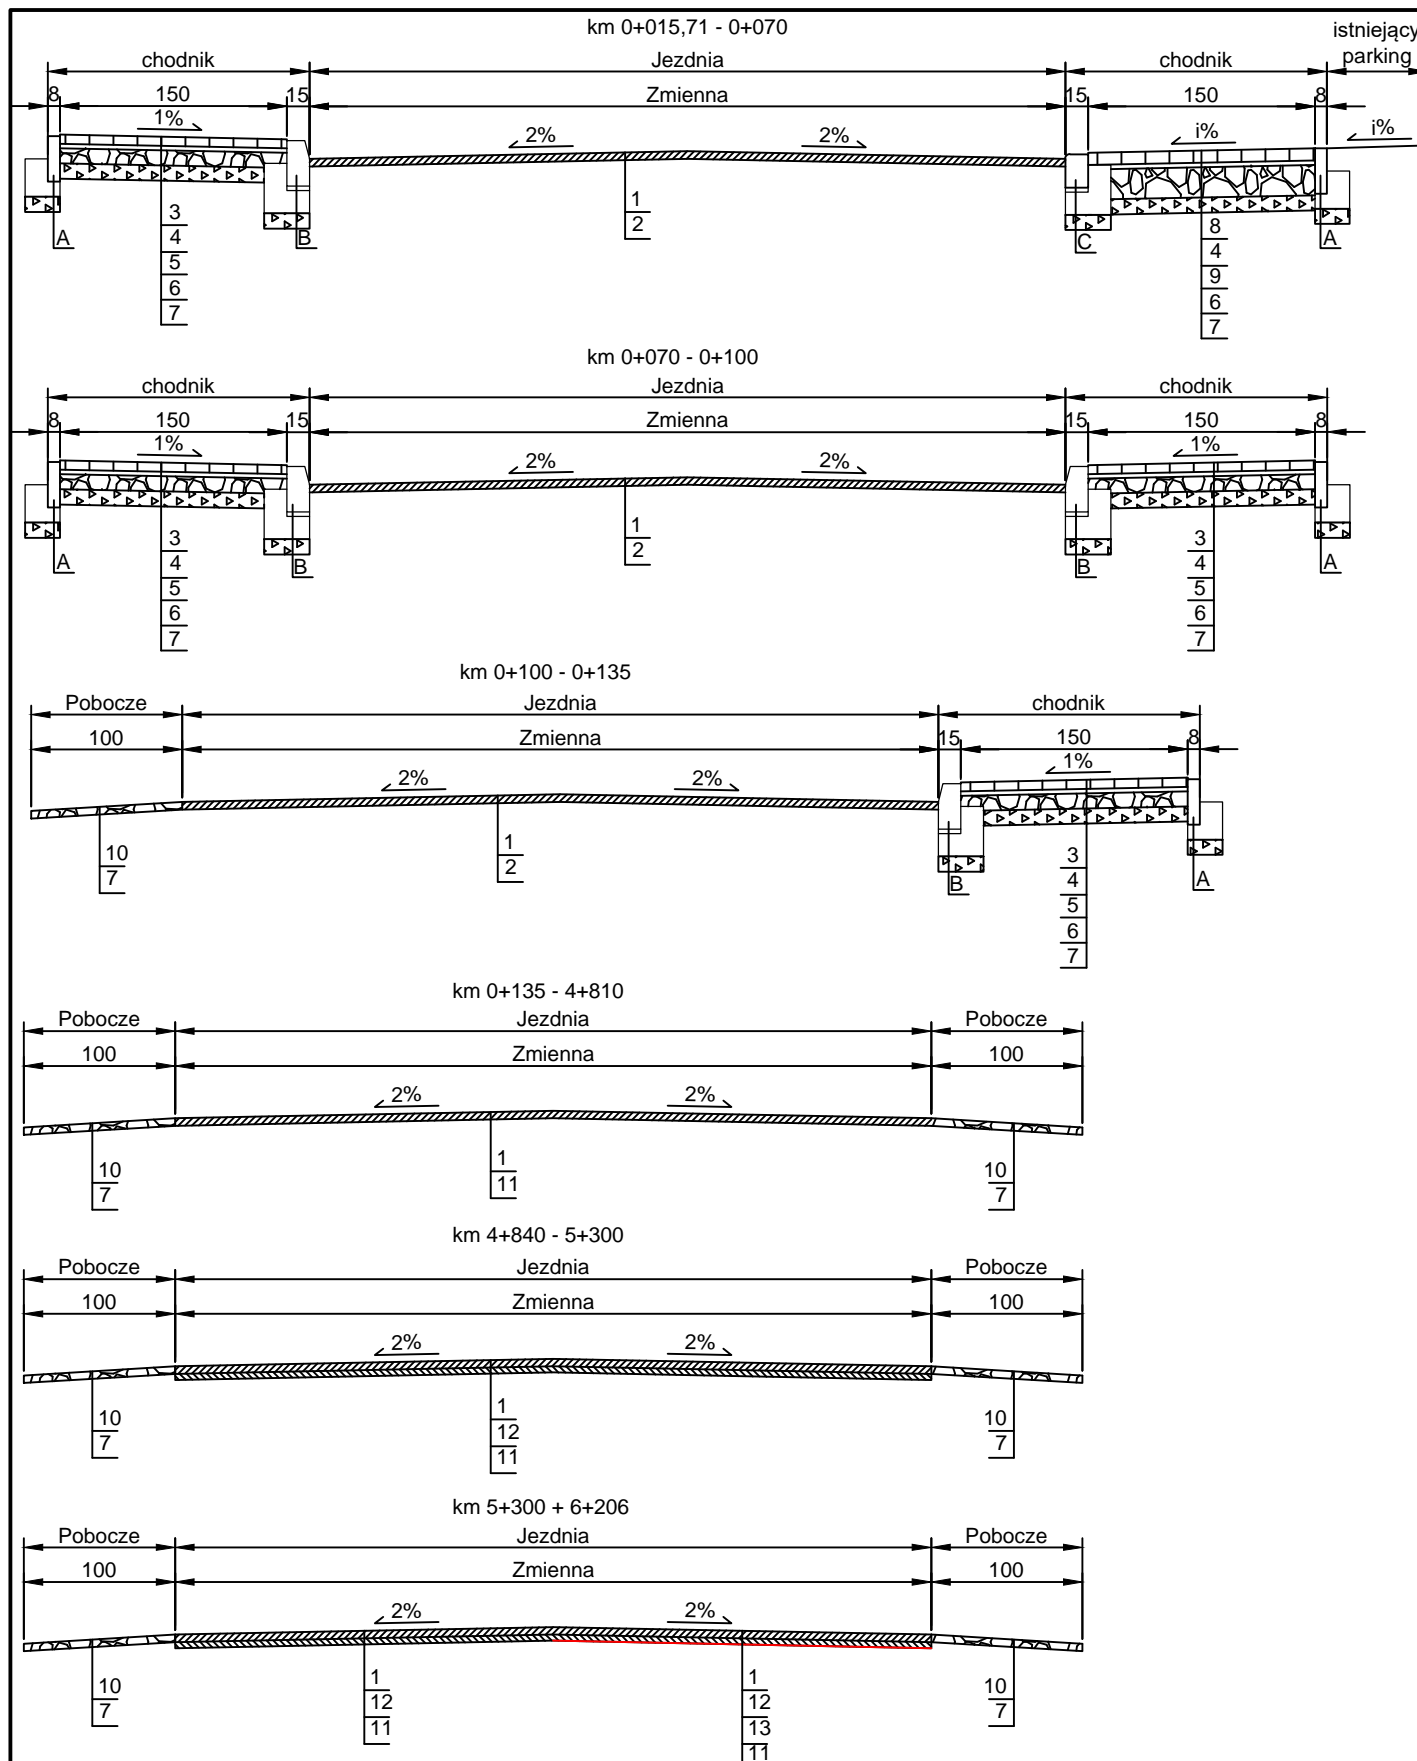 km 0+015,71 - 0+070
istniejący
parking
chodnik Jezdnia chodnik
8 150 15 Zmienna 15 150 8
1% 2% 2% i% i%
A
3
4
5
6
7
B
1
2
C
8
4
9
6
7
A
km 0+070 - 0+100
chodnik Jezdnia chodnik
8 150 15 Zmienna 15 150 8
1% 2% 2% 1%
A
3
4
5
6
7
B
1
2
B
3
4
5
6
7
A
km 0+100 - 0+135
Pobocze Jezdnia chodnik
100 Zmienna 15 150 8
2% 2% 1%
10
7
1
2
B
3
4
5
6
7
A
km 0+135 - 4+810
Pobocze Jezdnia Pobocze
100 Zmienna 100
2% 2%
10
7
1
11
10
7
km 4+840 - 5+300
Pobocze Jezdnia Pobocze
100 Zmienna 100
2% 2%
10
7
1
12
11
10
7
km 5+300 + 6+206
Pobocze Jezdnia Pobocze
100 Zmienna 100
2% 2%
10
7
1
12
11
1
12
13
11
10
7